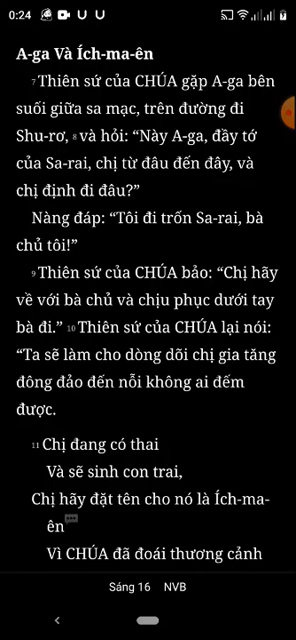 0:24
A-ga Và Ích-ma-ên
7 Thiên sứ của CHÚA gặp A-ga bên
suối giữa sa mạc, trên đường đi
Shu-rơ, 8 và hỏi: “Này A-ga, đầy tớ
của Sa-rai, chị từ đâu đến đây, và
chị định đi đâu?”
Nàng đáp: “Tôi đi trốn Sa-rai, bà
chủ tôi!”
9 Thiên sứ của CHÚA bảo: “Chị hãy
về với bà chủ và chịu phục dưới tay
bà đi.” 10 Thiên sứ của CHÚA lại nói:
“Ta sẽ làm cho dòng dõi chị gia tăng
đông đảo đến nỗi không ai đếm
được.
11 Chị đang có thai
Và sẽ sinh con trai,
Chị hãy đặt tên cho nó là Ích-ma-
ên
Vì CHÚA đã đoái thương cảnh
Sáng 16 NVB